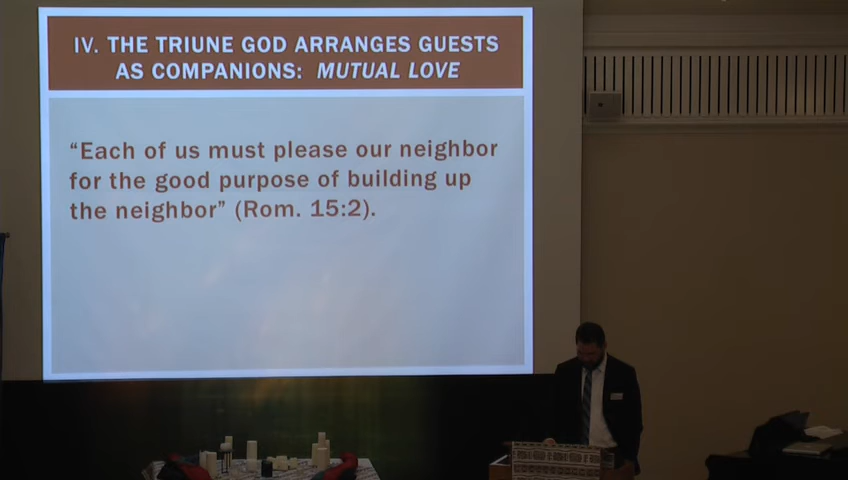 IV. THE TRIUNE GOD ARRANGES GUESTS
AS COMPANIONS: MUTUAL LOVE
“Each of us must please our neighbor
for the good purpose of building up
the neighbor” (Rom. 15:2).